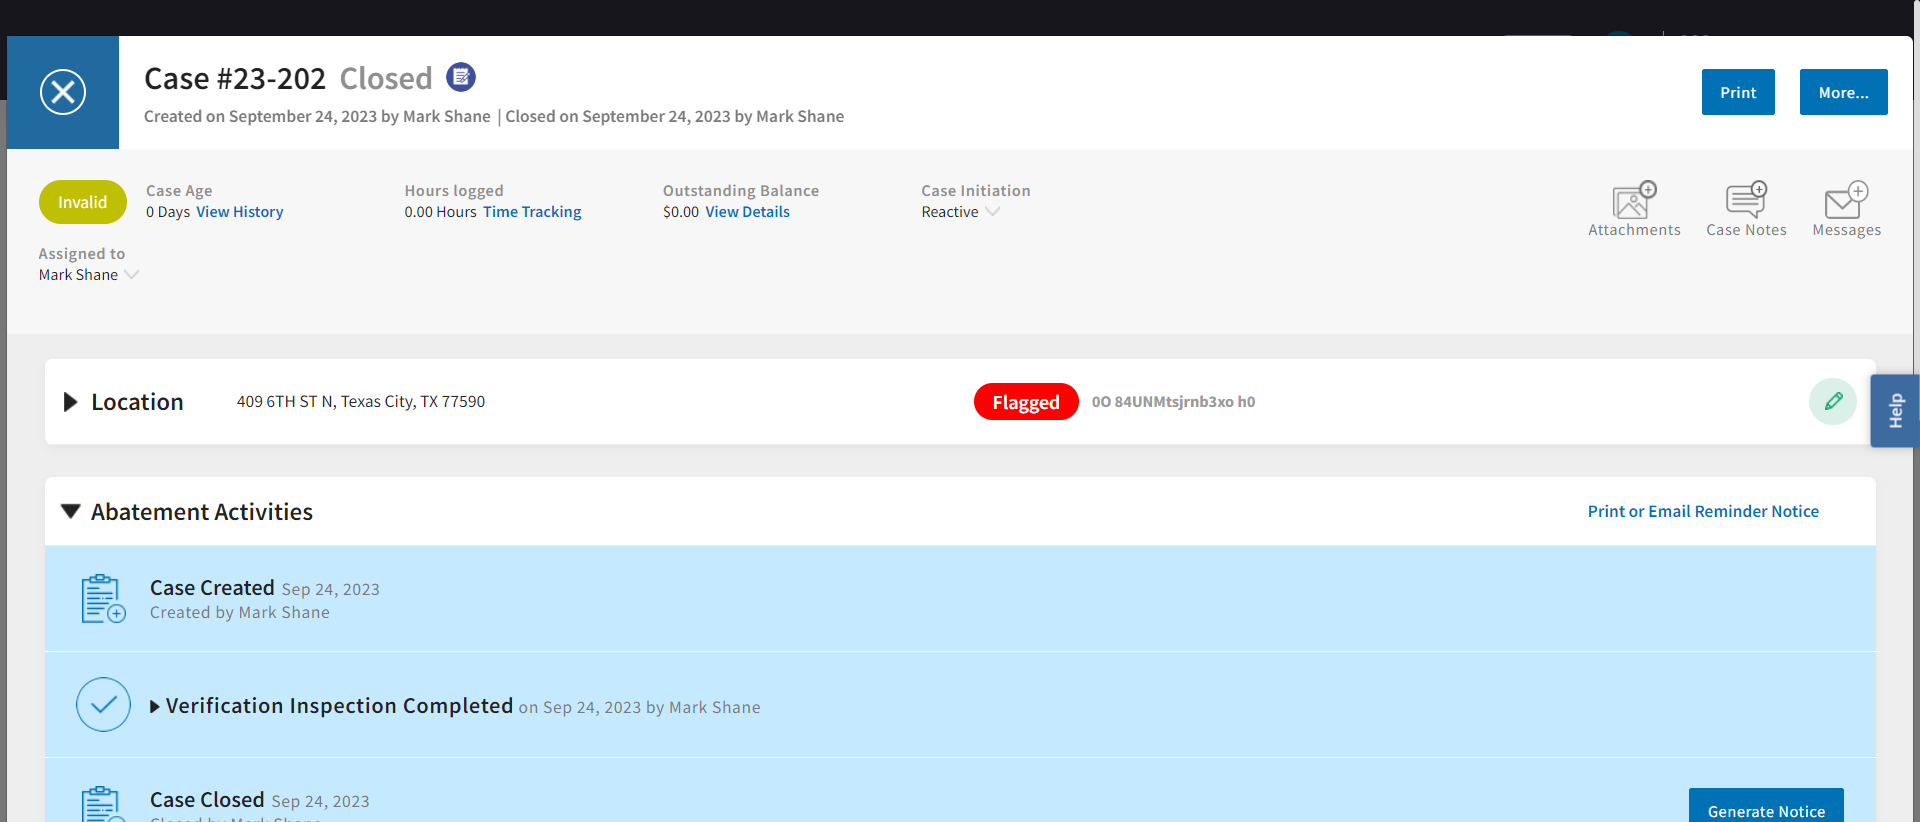 Case #23-202 Closed
Created on September 24, 2023 by Mark Shane | Closed on September 24, 2023 by Mark Shane
Print
More...
Invalid
Case Age
0 Days View History
Hours logged
0.00 Hours Time Tracking
Outstanding Balance
$0.00 View Details
Case Initiation
Reactive
Attachments
Case Notes
Messages
Assigned to
Mark Shane
Location
409 6TH ST N, Texas City, TX 77590
Flagged
0O 84UNMtsjrnb3xo h0
Help
Abatement Activities
Print or Email Reminder Notice
Case Created Sep 24, 2023
Created by Mark Shane
Verification Inspection Completed on Sep 24, 2023 by Mark Shane
Case Closed Sep 24, 2023
Closed by Mark Shane
Generate Notice